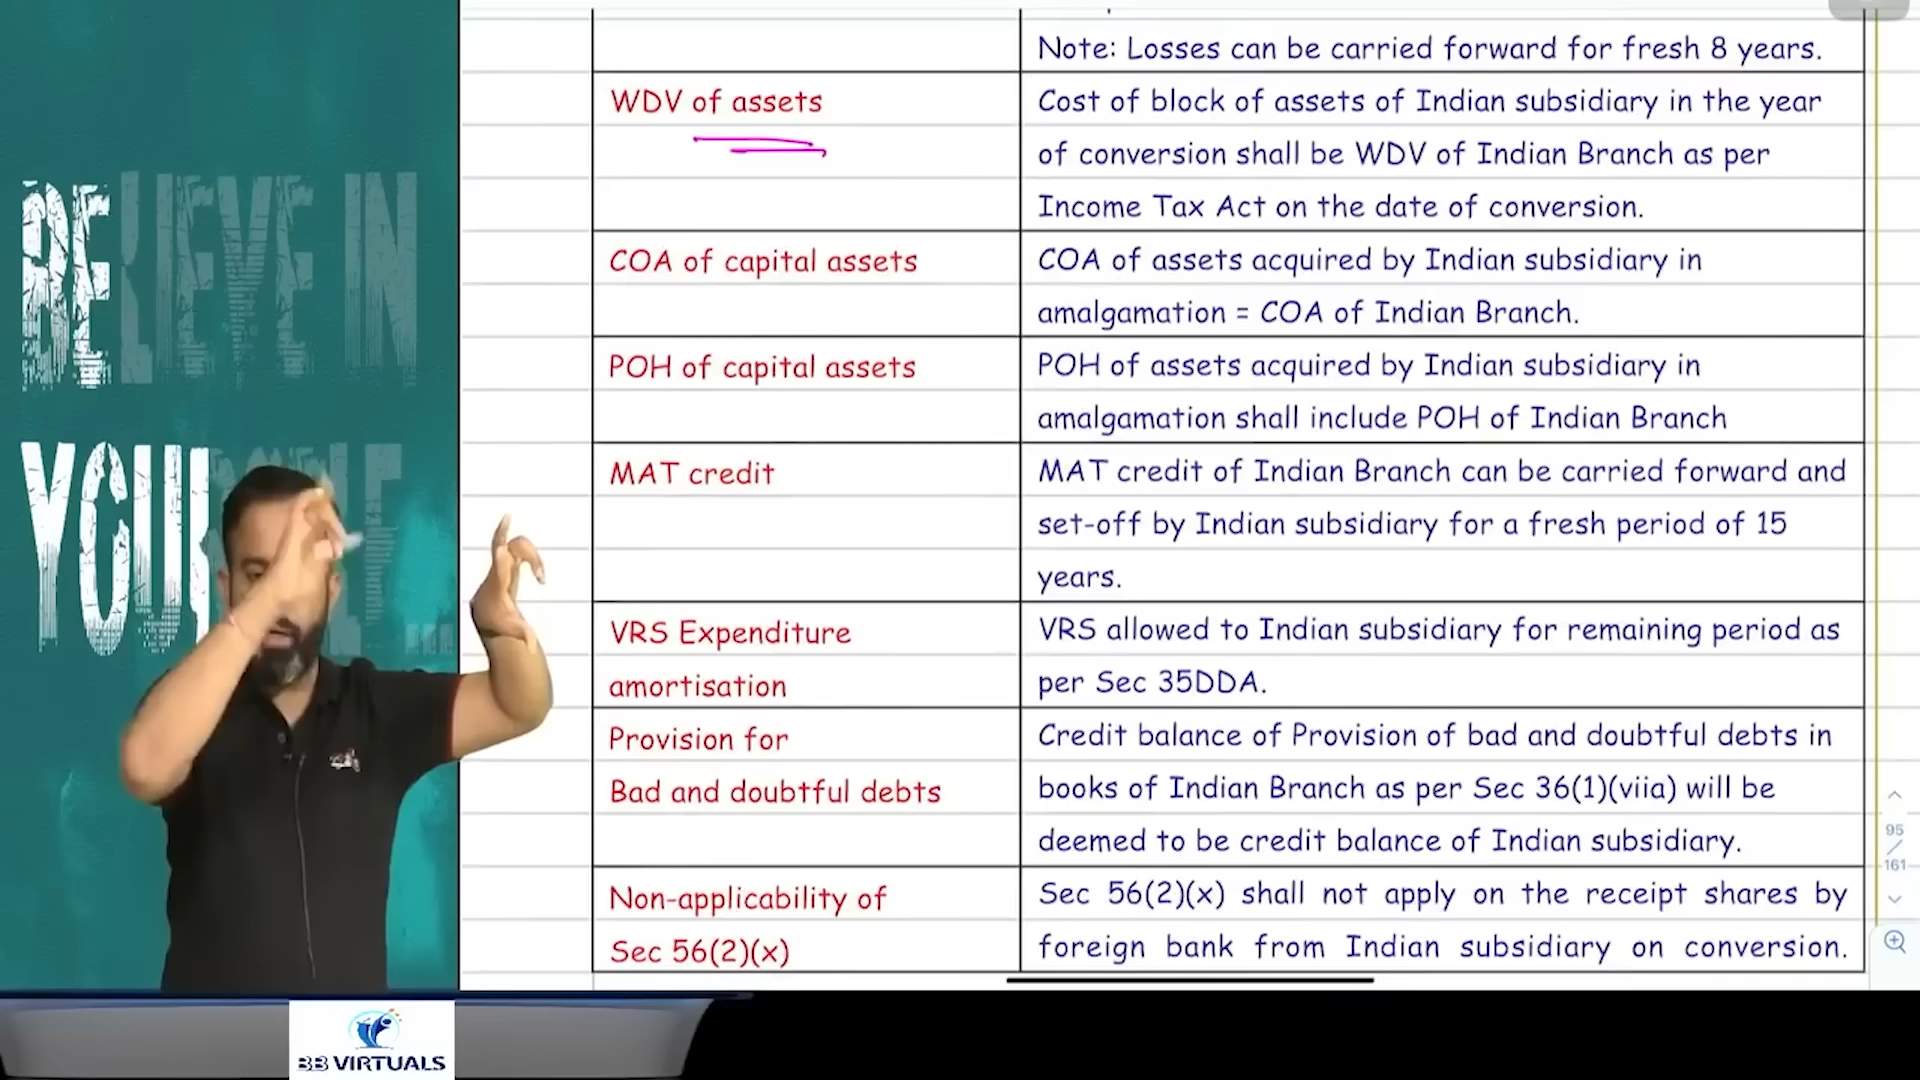 BELIEVE IN
Note: Losses can be carried forward for fresh 8 years.
WDV of assets
Cost of block of assets of Indian subsidiary in the year
of conversion shall be WDV of Indian Branch as per
Income Tax Act on the date of conversion.
COA of capital assets
COA of assets acquired by Indian subsidiary in
amalgamation = COA of Indian Branch.
POH of capital assets
POH of assets acquired by Indian subsidiary in
amalgamation shall include POH of Indian Branch
MAT credit
MAT credit of Indian Branch can be carried forward and
set-off by Indian subsidiary for a fresh period of 15
years.
VRS Expenditure
amortisation
VRS allowed to Indian subsidiary for remaining period as
per Sec 35DDA.
Provision for
Bad and doubtful debts
Credit balance of Provision of bad and doubtful debts in
books of Indian Branch as per Sec 36(1)(viia) will be
deemed to be credit balance of Indian subsidiary.
Non-applicability of
Sec 56(2)(x)
Sec 56(2)(x) shall not apply on the receipt shares by
foreign bank from Indian subsidiary on conversion.
95
/
161
BB VIRTUALS